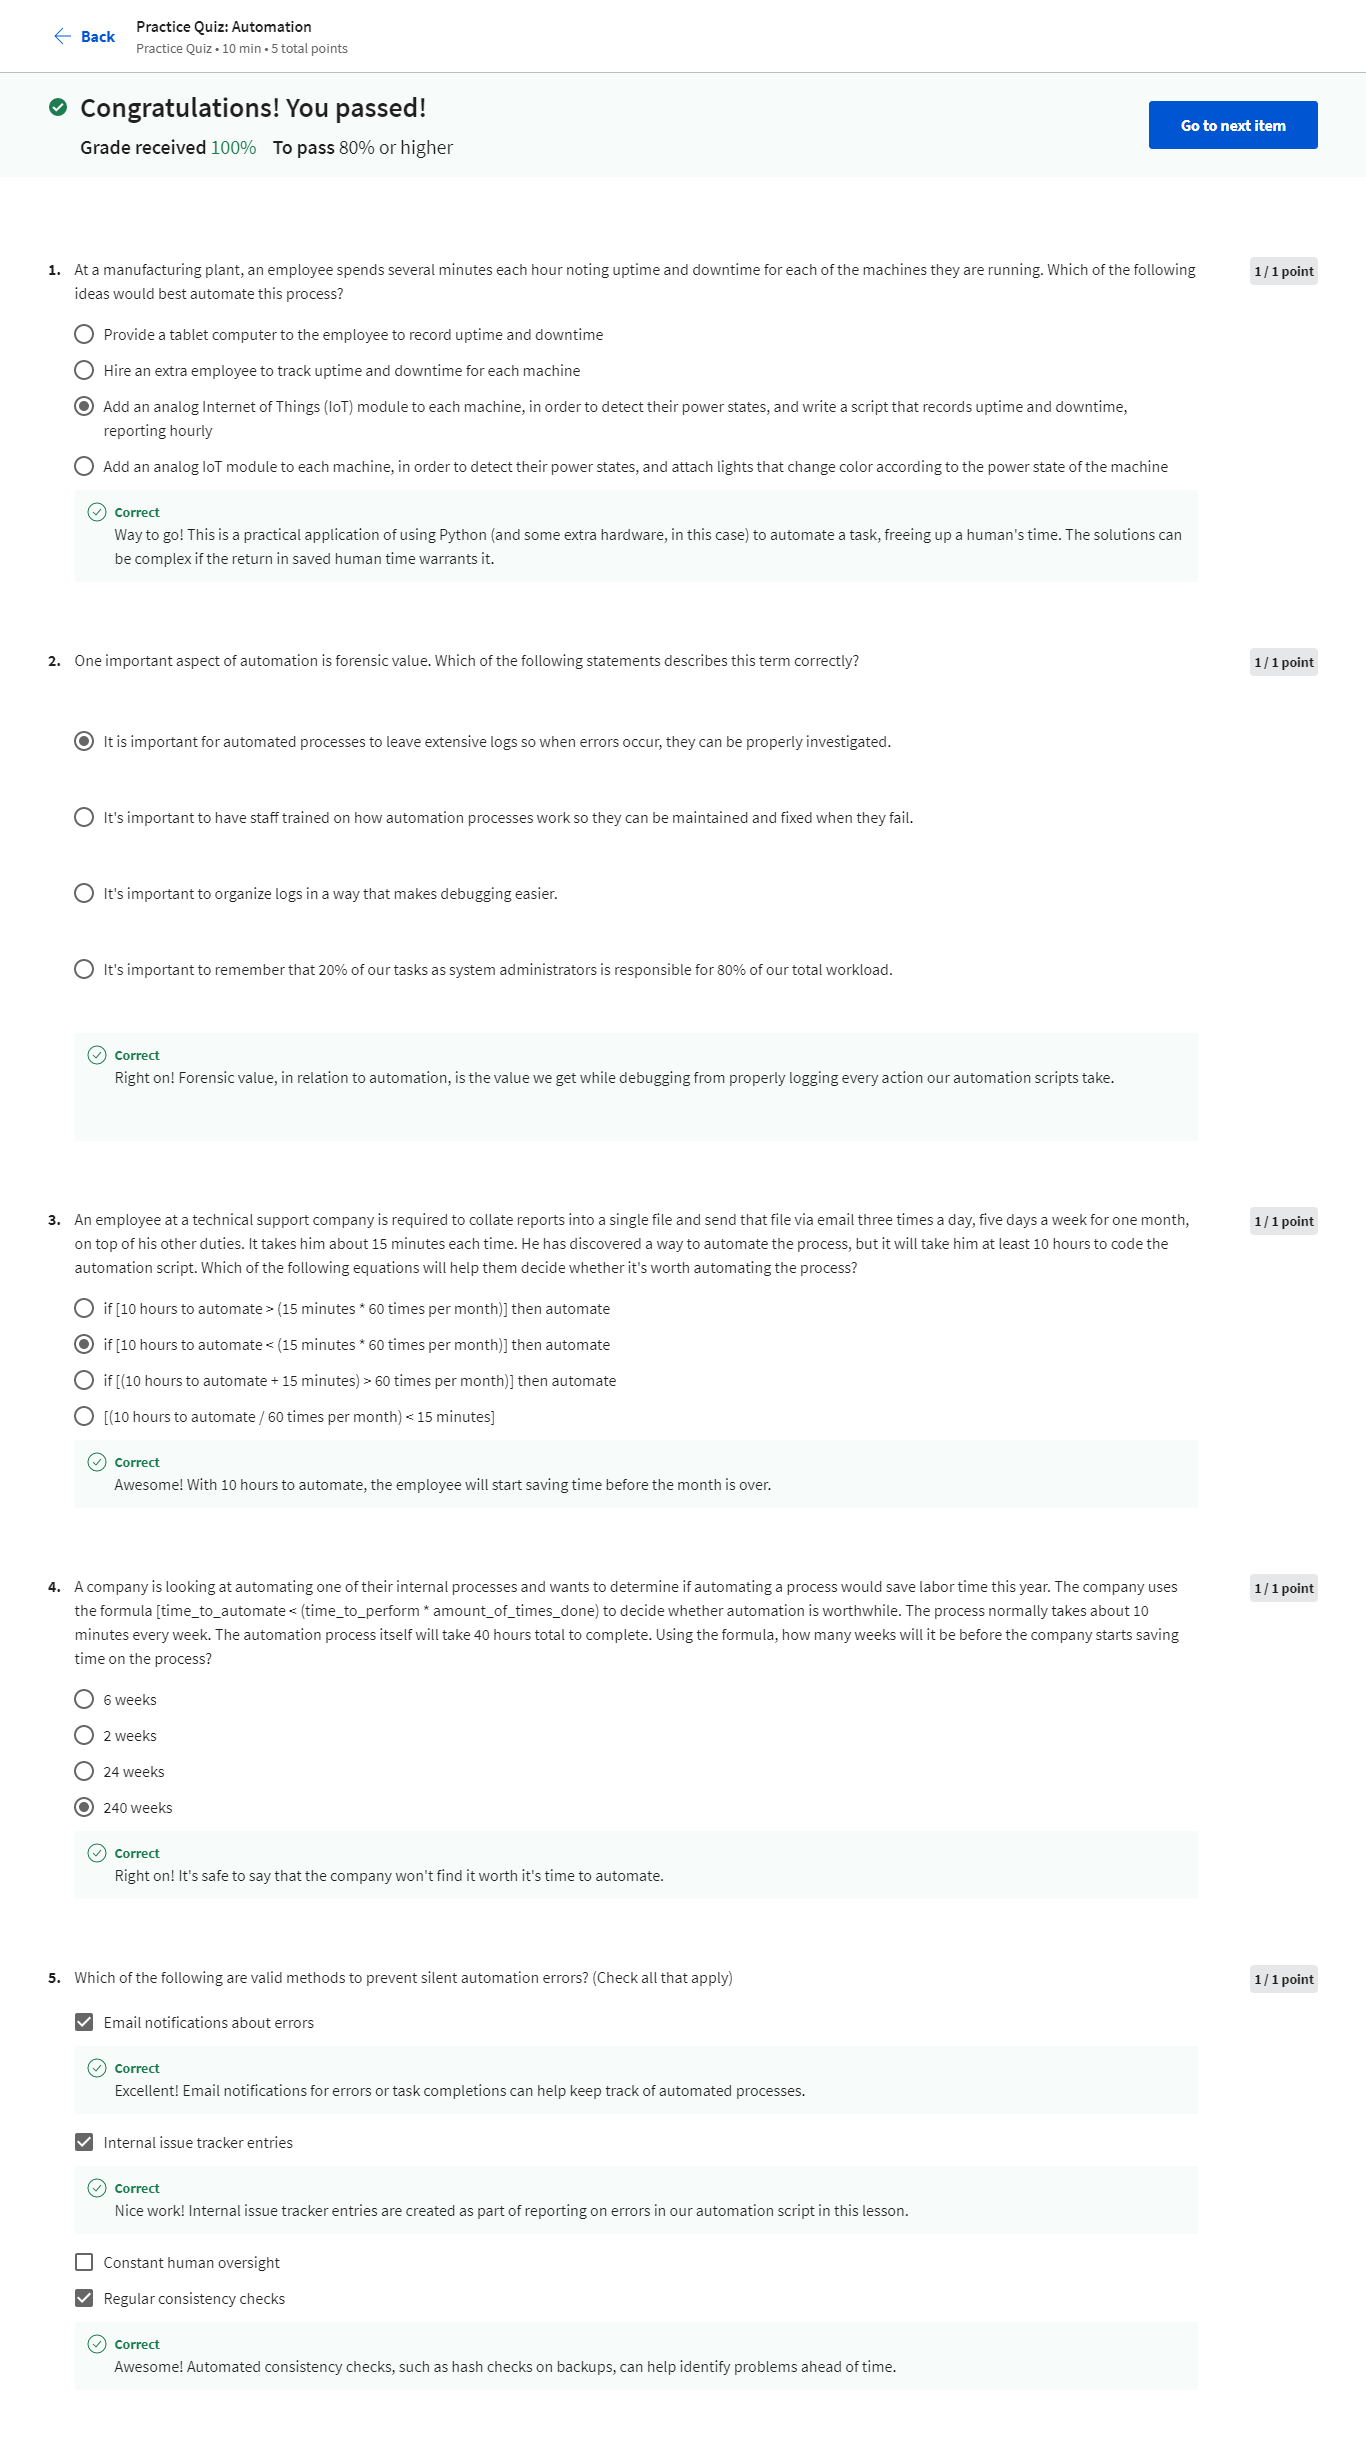 Back
Practice Quiz: Automation
Practice Quiz • 10 min • 5 total points
Congratulations! You passed!
Grade received 100% To pass 80% or higher
Go to next item
1. At a manufacturing plant, an employee spends several minutes each hour noting uptime and downtime for each of the machines they are running. Which of the following
ideas would best automate this process?
1 / 1 point
Provide a tablet computer to the employee to record uptime and downtime
Hire an extra employee to track uptime and downtime for each machine
Add an analog Internet of Things (IoT) module to each machine, in order to detect their power states, and write a script that records uptime and downtime,
reporting hourly
Add an analog IoT module to each machine, in order to detect their power states, and attach lights that change color according to the power state of the machine
Correct
Way to go! This is a practical application of using Python (and some extra hardware, in this case) to automate a task, freeing up a human's time. The solutions can
be complex if the return in saved human time warrants it.
2. One important aspect of automation is forensic value. Which of the following statements describes this term correctly?
1 / 1 point
It is important for automated processes to leave extensive logs so when errors occur, they can be properly investigated.
It's important to have staff trained on how automation processes work so they can be maintained and fixed when they fail.
It's important to organize logs in a way that makes debugging easier.
It's important to remember that 20% of our tasks as system administrators is responsible for 80% of our total workload.
Correct
Right on! Forensic value, in relation to automation, is the value we get while debugging from properly logging every action our automation scripts take.
3. An employee at a technical support company is required to collate reports into a single file and send that file via email three times a day, five days a week for one month,
on top of his other duties. It takes him about 15 minutes each time. He has discovered a way to automate the process, but it will take him at least 10 hours to code the
automation script. Which of the following equations will help them decide whether it's worth automating the process?
1 / 1 point
if [10 hours to automate > (15 minutes * 60 times per month)] then automate
if [10 hours to automate < (15 minutes * 60 times per month)] then automate
if [(10 hours to automate + 15 minutes) > 60 times per month)] then automate
[(10 hours to automate / 60 times per month) < 15 minutes]
Correct
Awesome! With 10 hours to automate, the employee will start saving time before the month is over.
4. A company is looking at automating one of their internal processes and wants to determine if automating a process would save labor time this year. The company uses
the formula [time_to_automate < (time_to_perform * amount_of_times_done) to decide whether automation is worthwhile. The process normally takes about 10
minutes every week. The automation process itself will take 40 hours total to complete. Using the formula, how many weeks will it be before the company starts saving
time on the process?
1 / 1 point
6 weeks
2 weeks
24 weeks
240 weeks
Correct
Right on! It's safe to say that the company won't find it worth it's time to automate.
5. Which of the following are valid methods to prevent silent automation errors? (Check all that apply)
1 / 1 point
Email notifications about errors
Correct
Excellent! Email notifications for errors or task completions can help keep track of automated processes.
Internal issue tracker entries
Correct
Nice work! Internal issue tracker entries are created as part of reporting on errors in our automation script in this lesson.
Constant human oversight
Regular consistency checks
Correct
Awesome! Automated consistency checks, such as hash checks on backups, can help identify problems ahead of time.